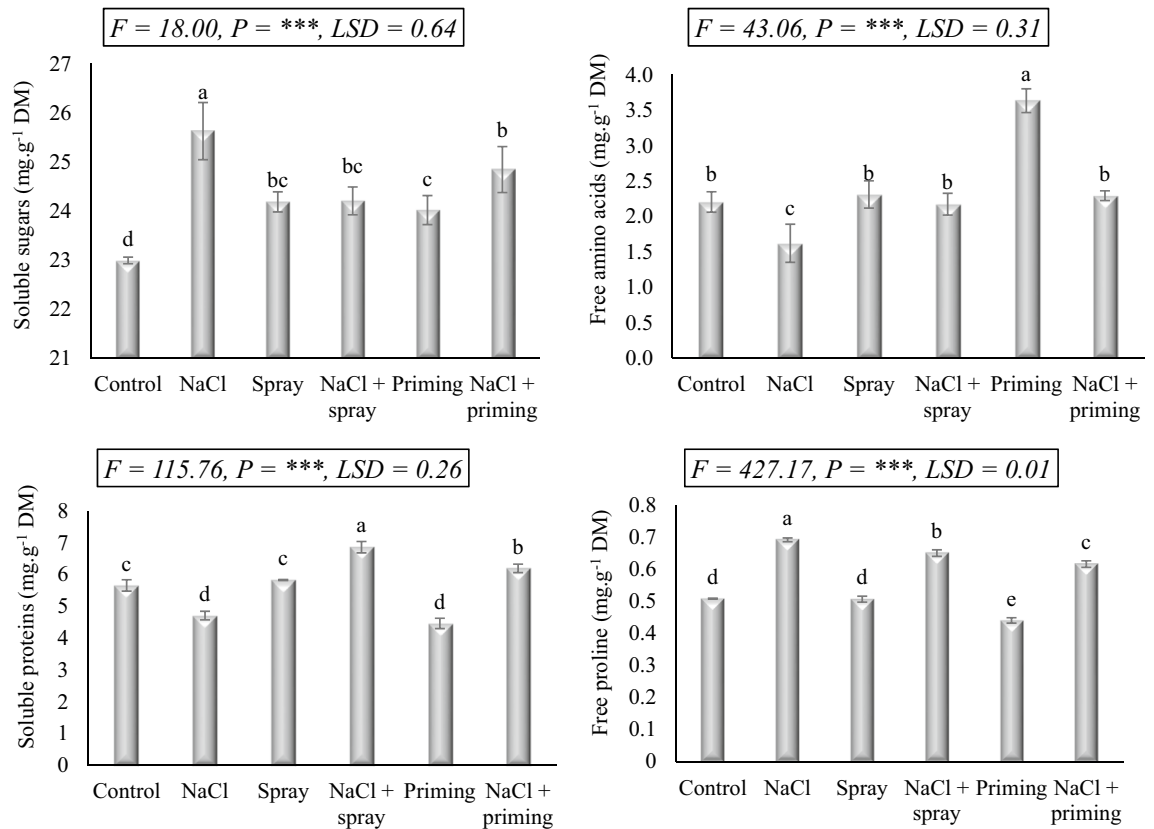 F = 18.00, P = ***, LSD = 0.64
Soluble sugars (mg.g⁻¹ DM)
27
26
25
24
23
22
21
d
a
bc
bc
c
b
Control NaCl Spray NaCl + Priming NaCl +
spray priming
F = 43.06, P = ***, LSD = 0.31
Free amino acids (mg.g⁻¹ DM)
4.0
3.5
3.0
2.5
2.0
1.5
1.0
0.5
0.0
b
c
b
b
a
b
Control NaCl Spray NaCl + Priming NaCl +
spray priming
F = 115.76, P = ***, LSD = 0.26
Soluble proteins (mg.g⁻¹ DM)
8
7
6
5
4
3
2
1
0
c
d
c
a
d
b
Control NaCl Spray NaCl + Priming NaCl +
spray priming
F = 427.17, P = ***, LSD = 0.01
Free proline (mg.g⁻¹ DM)
0.8
0.7
0.6
0.5
0.4
0.3
0.2
0.1
0
d
a
d
b
e
c
Control NaCl Spray NaCl + Priming NaCl +
spray priming